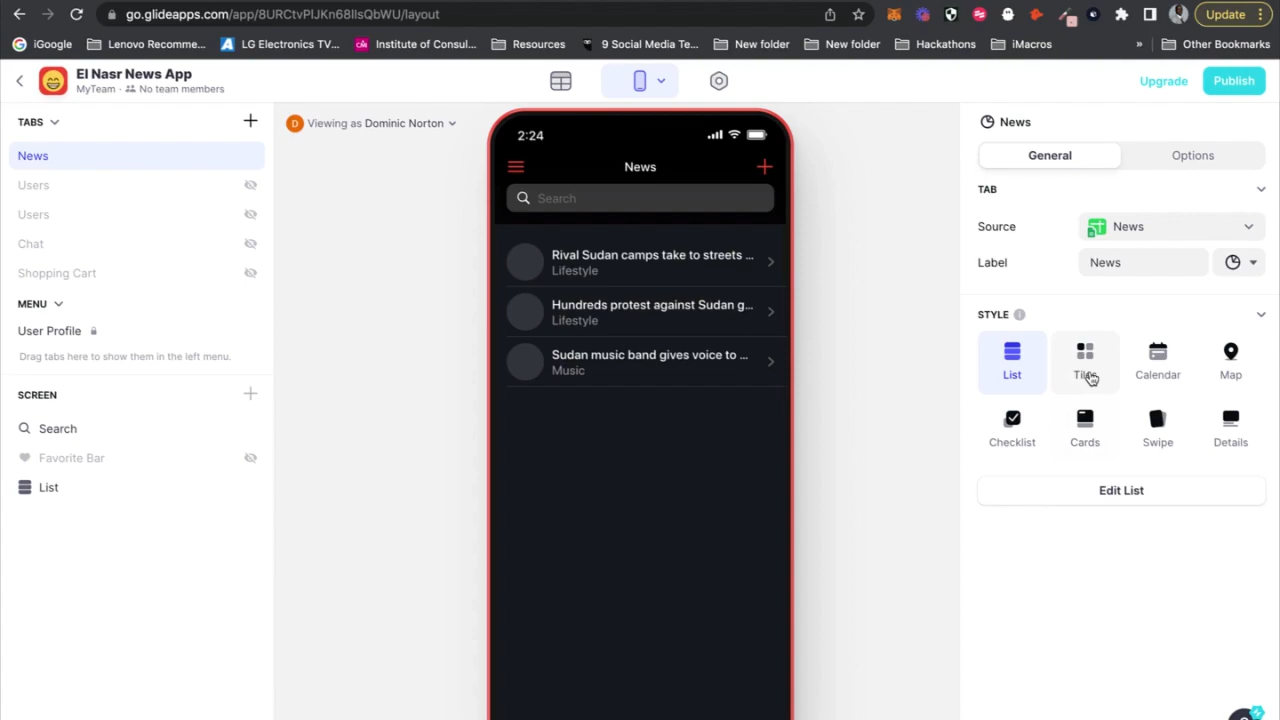 go.glideapps.com/app/8URCtvPlJKn68IlsQbWU/layout
Update
iGoogle
Lenovo Recomme...
LG Electronics TV...
Institute of Consul...
Resources
9 Social Media Te...
New folder
New folder
Hackathons
iMacros
»
Other Bookmarks
El Nasr News App
MyTeam · No team members
Upgrade
Publish
TABS
News
Users
Users
Chat
Shopping Cart
MENU
User Profile
Drag tabs here to show them in the left menu.
SCREEN
Search
Favorite Bar
List
D Viewing as Dominic Norton
2:24
News
Search
Rival Sudan camps take to streets ...
Lifestyle
Hundreds protest against Sudan g...
Lifestyle
Sudan music band gives voice to ...
Music
News
General
Options
TAB
Source
News
Label
News
STYLE
List
Calendar
Map
Checklist
Cards
Swipe
Details
Edit List